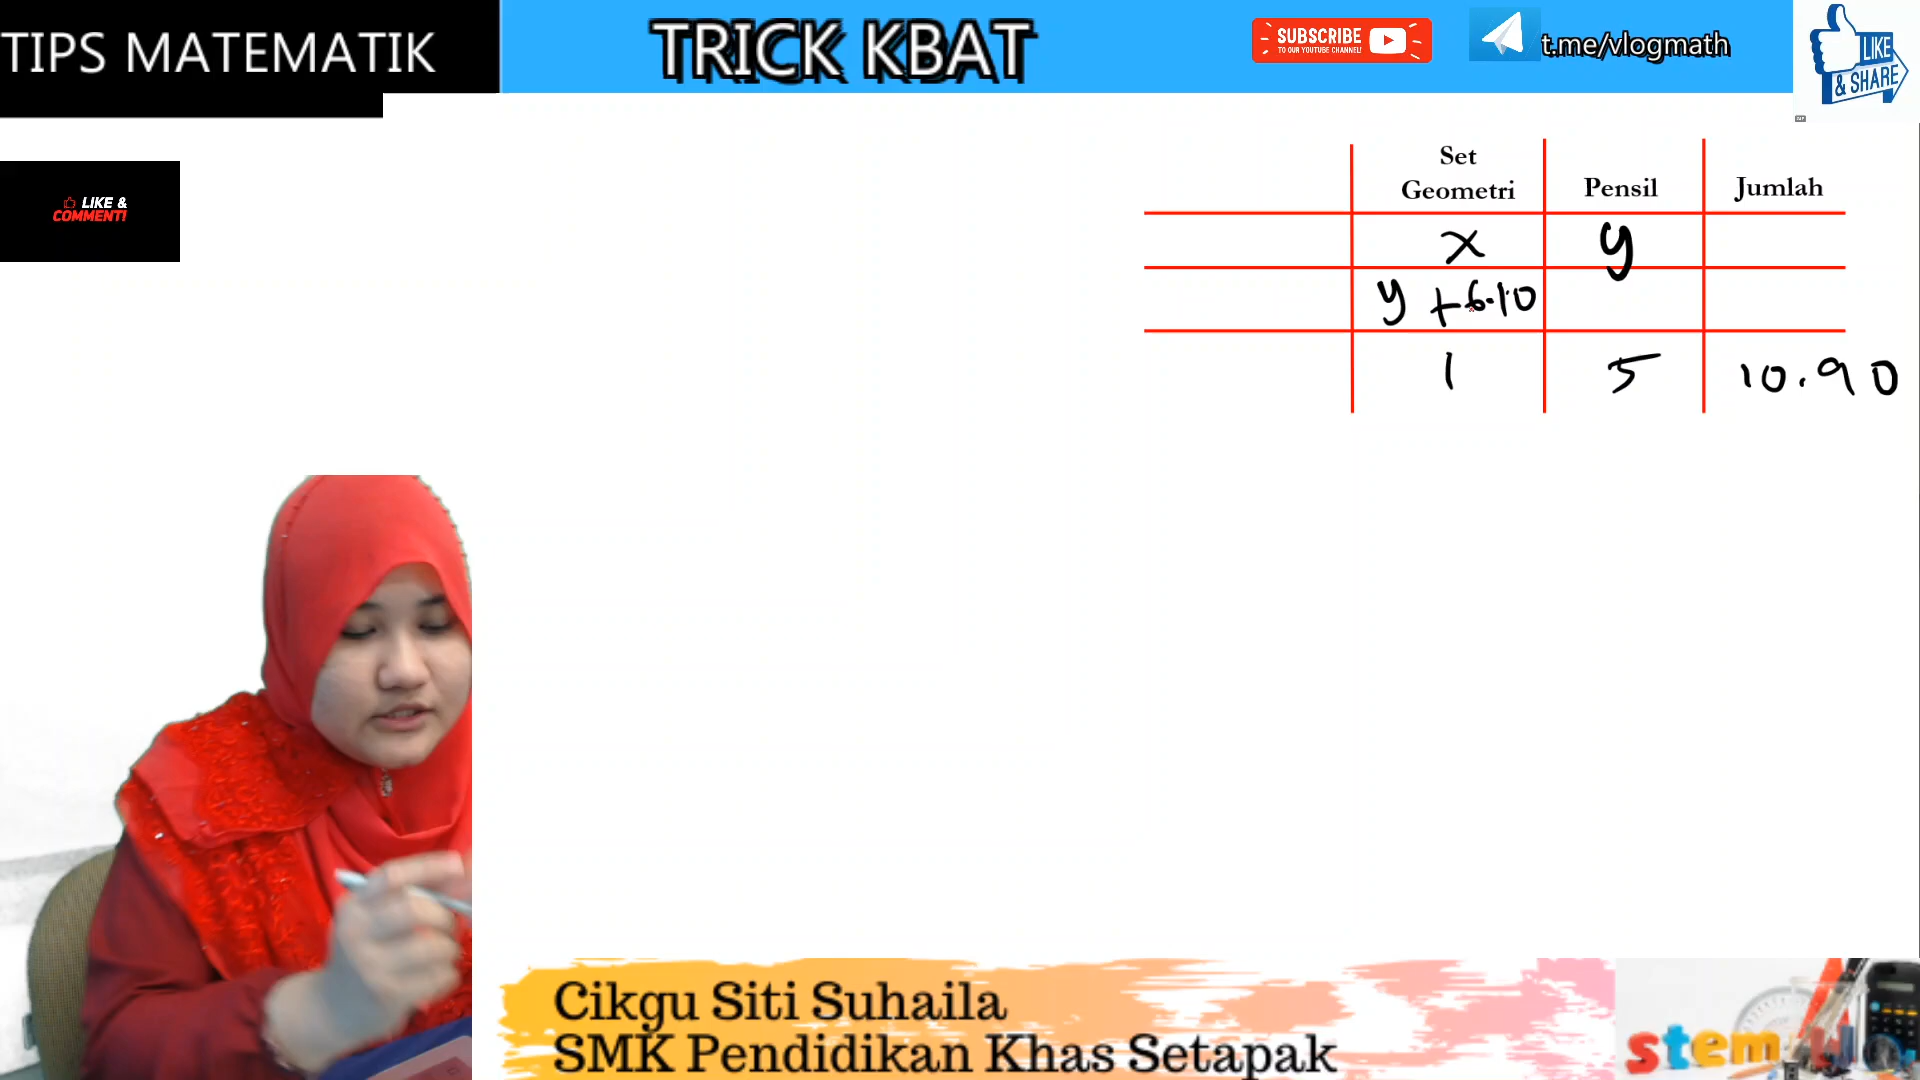 TIPS MATEMATIK
TRICK KBAT
SUBSCRIBE
TO OUR YOUTUBE CHANNEL!
t.me/vlogmath
LIKE
& SHARE
LIKE &
COMMENT!
Set
Geometri
Pensil
Jumlah
x
y
y + 6.10
1
5
10.90
Cikgu Siti Suhaila
SMK Pendidikan Khas Setapak
stem